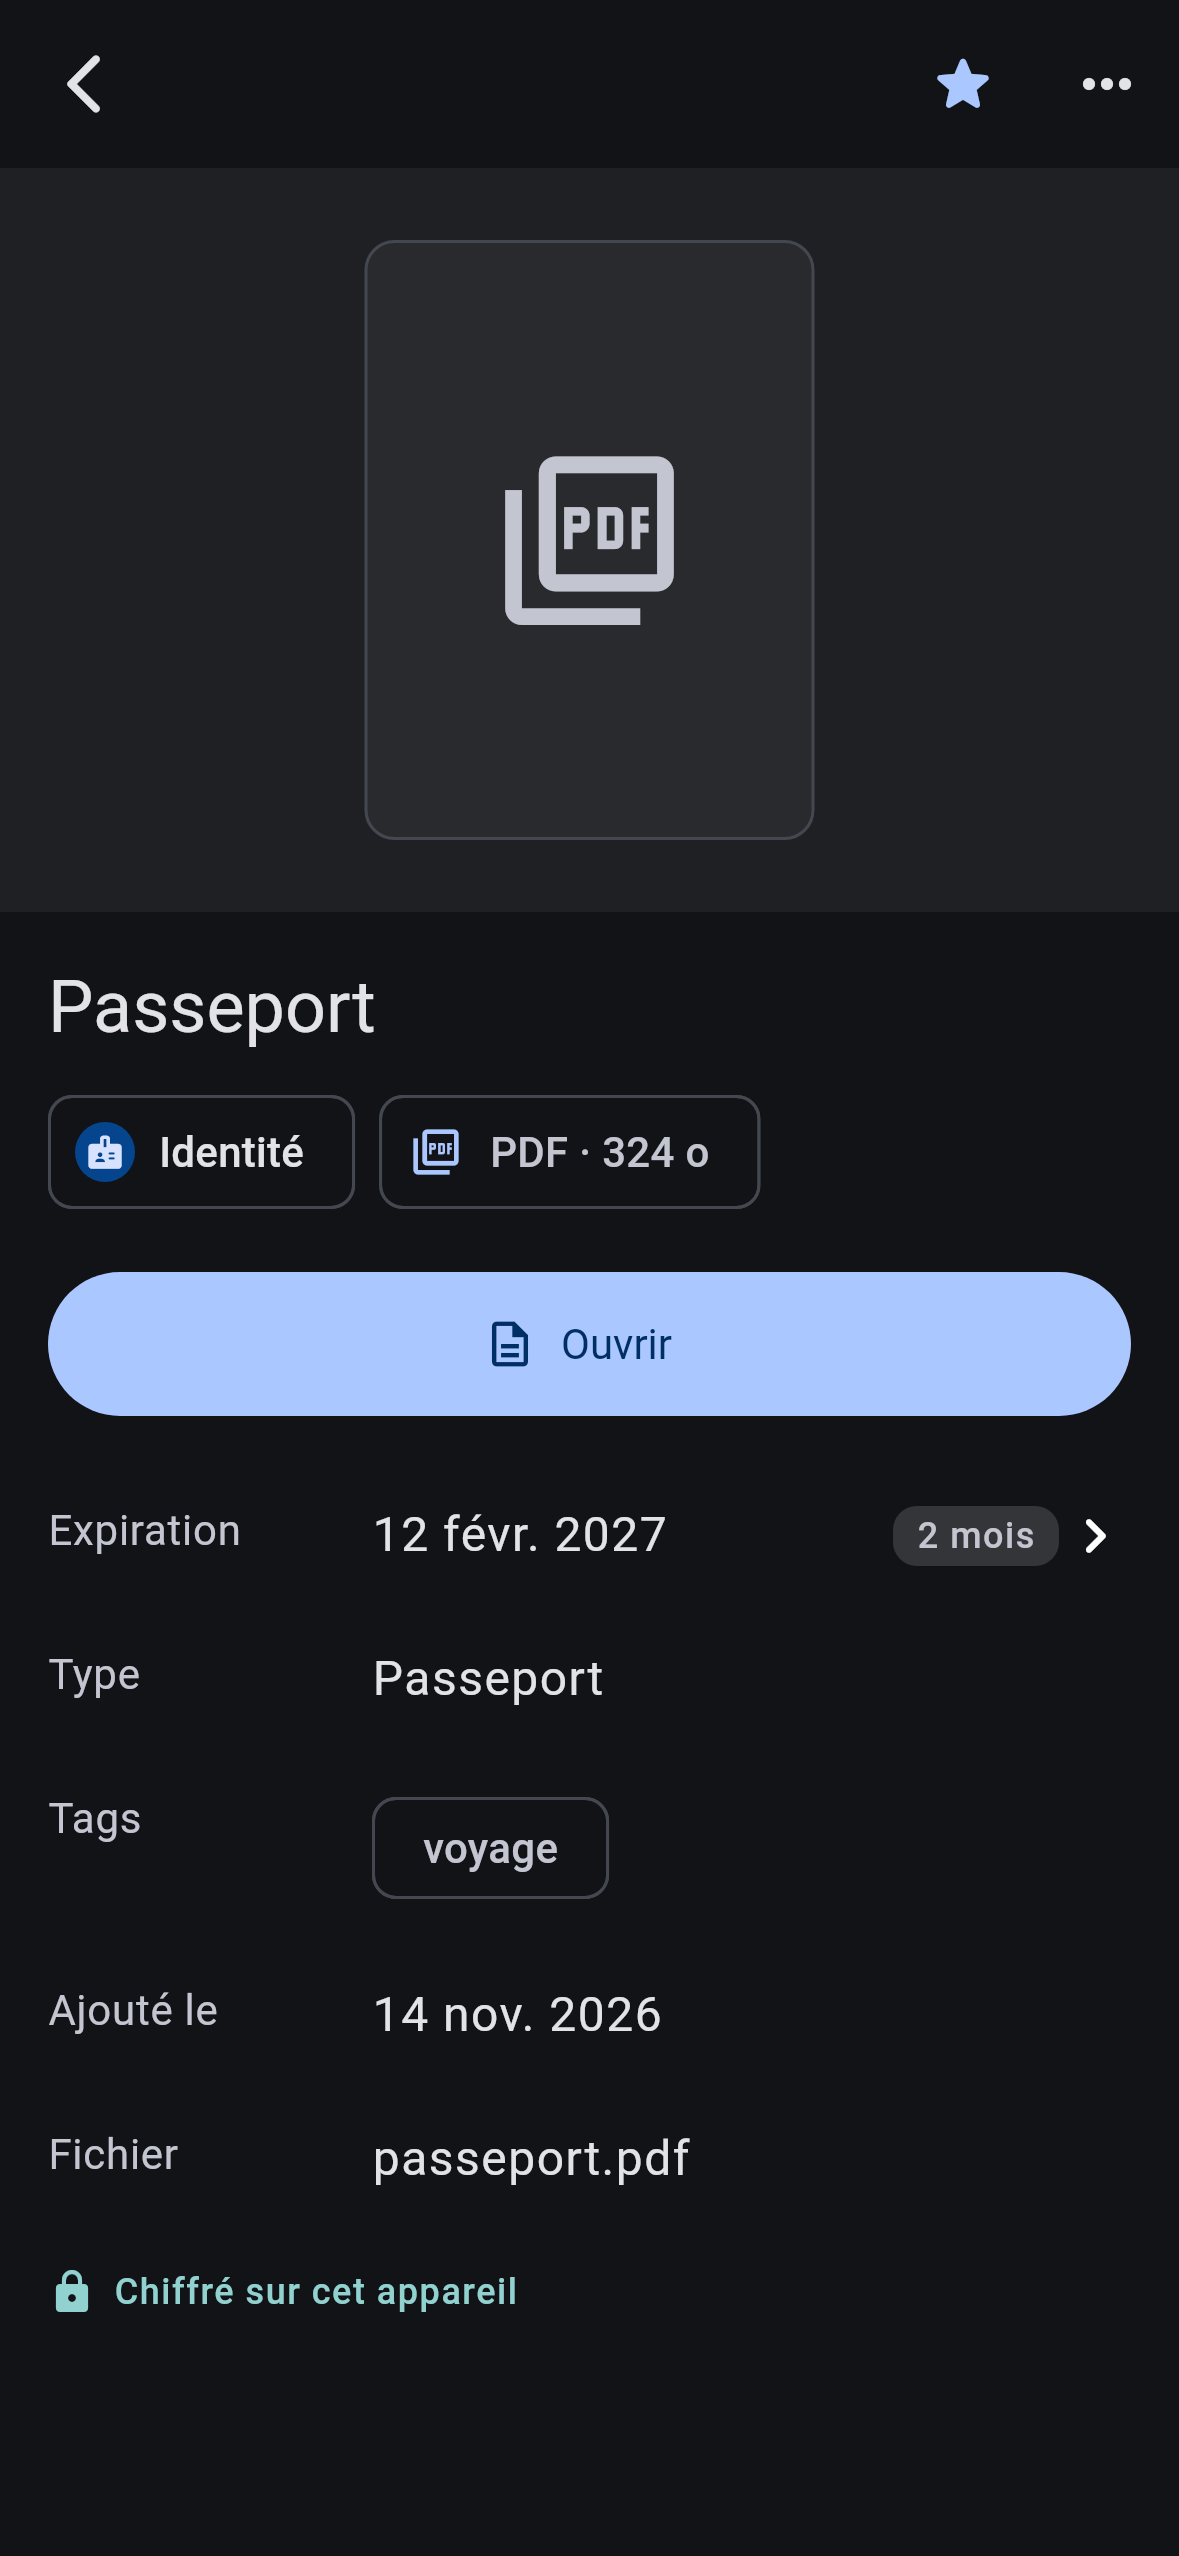 PDF
Passeport
Identité
PDF PDF · 324 o
Ouvrir
Expiration 12 févr. 2027 2 mois
Type Passeport
Tags voyage
Ajouté le 14 nov. 2026
Fichier passeport.pdf
Chiffré sur cet appareil